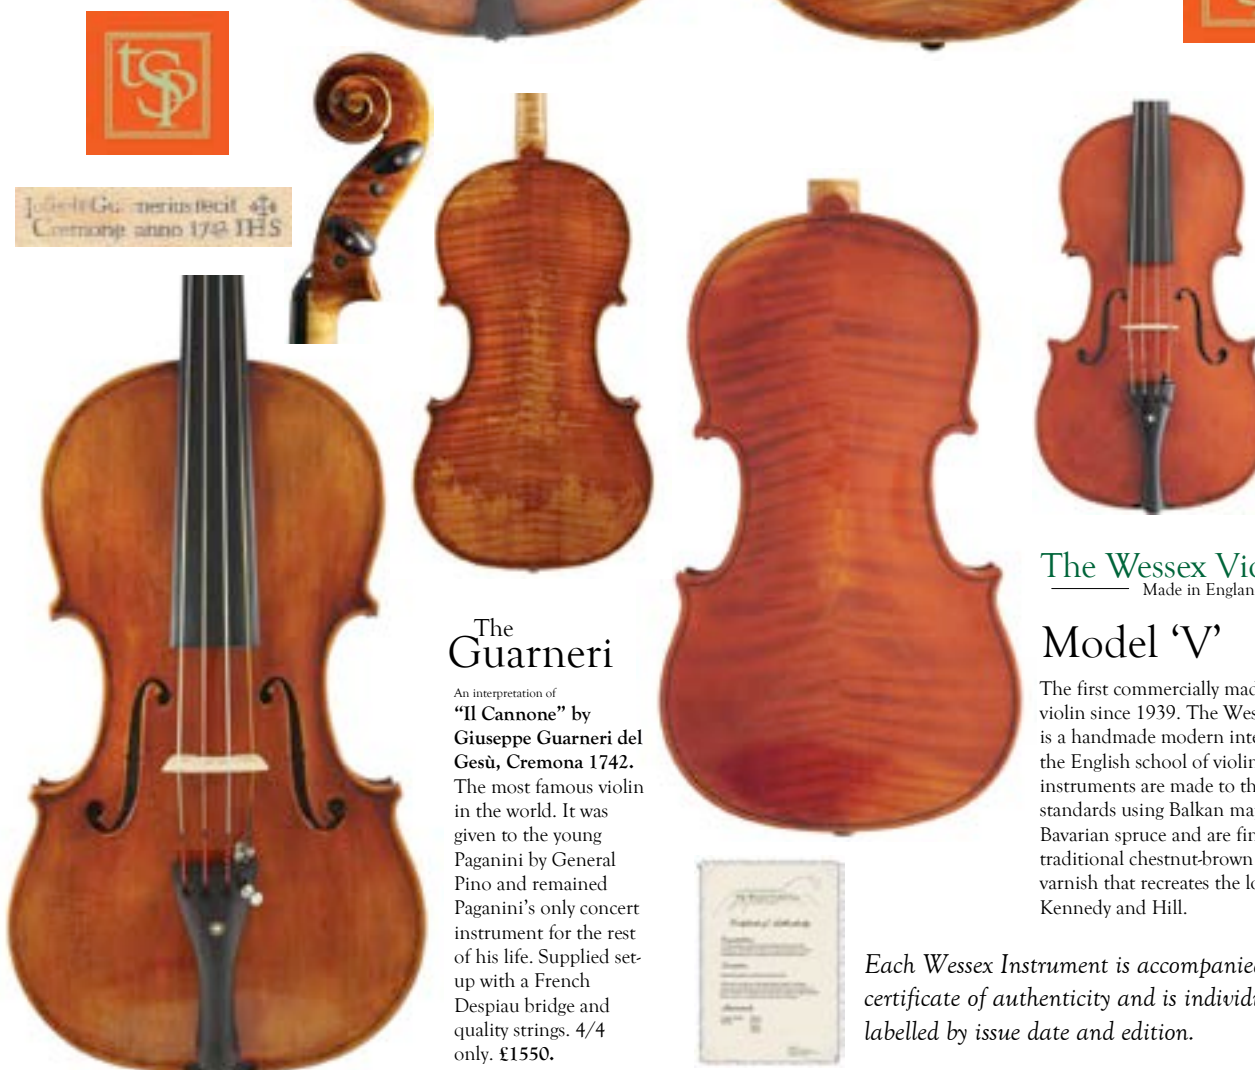 tSP
fecit
Cremonæ anno 174 IHS
The
Guarneri
An interpretation of
“Il Cannone” by
Giuseppe Guarneri del
Gesù, Cremona 1742.
The most famous violin
in the world. It was
given to the young
Paganini by General
Pino and remained
Paganini’s only concert
instrument for the rest
of his life. Supplied set-
up with a French
Despiau bridge and
quality strings. 4/4
only. £1550.
The Wessex Vio
Made in Englan
Model ‘V’
The first commercially mad
violin since 1939. The Wes
is a handmade modern inte
the English school of violin
instruments are made to th
standards using Balkan ma
Bavarian spruce and are fin
traditional chestnut-brown
varnish that recreates the lo
Kennedy and Hill.
Each Wessex Instrument is accompanie
certificate of authenticity and is individ
labelled by issue date and edition.